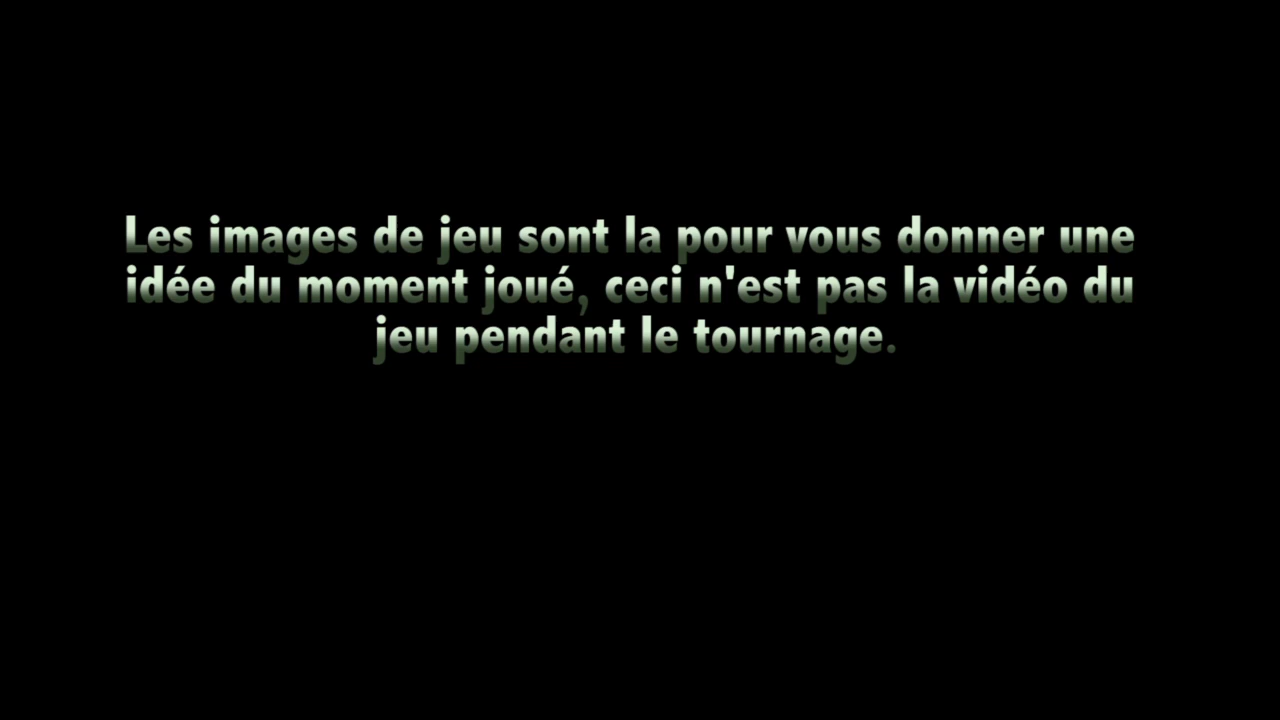 Les images de jeu sont la pour vous donner une
idée du moment joué, ceci n'est pas la vidéo du
jeu pendant le tournage.